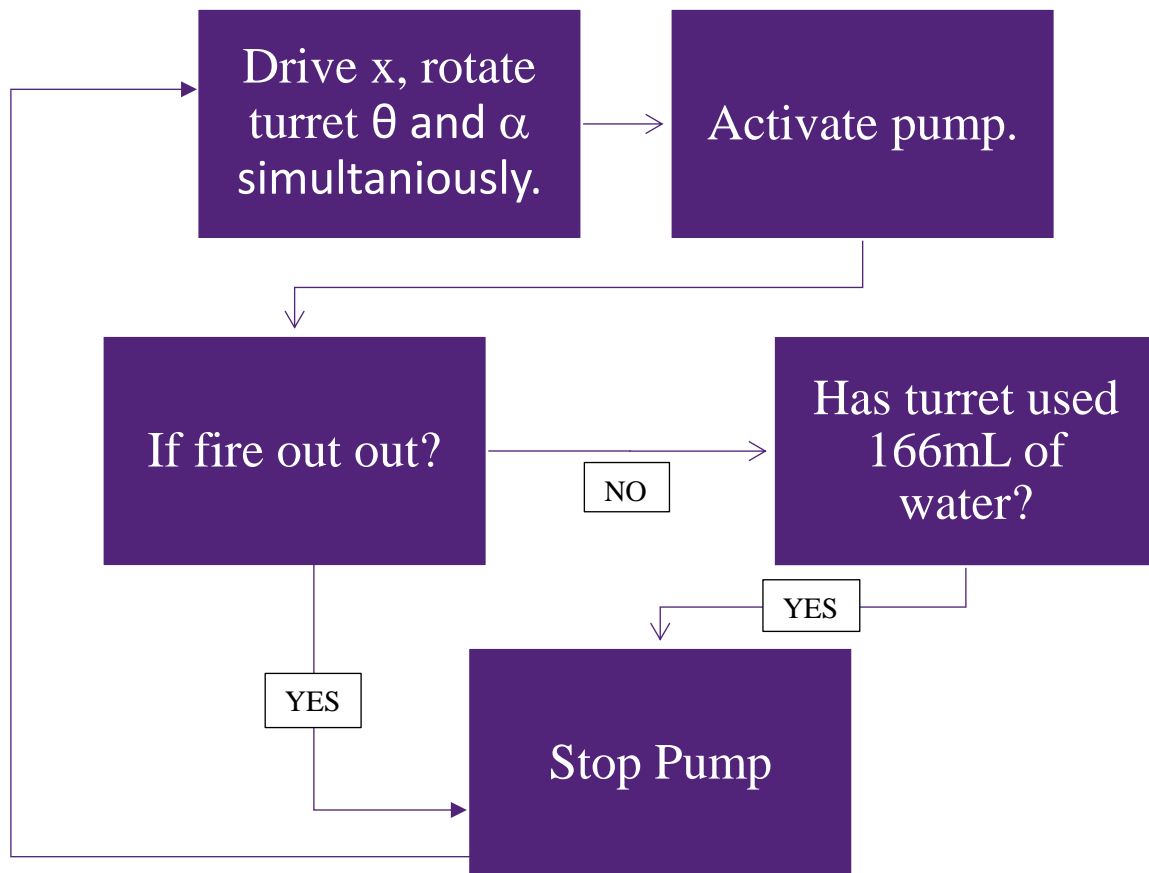 Drive x, rotate
turret θ and α
simultaniously.
Activate pump.
If fire out out?
NO
Has turret used
166mL of
water?
YES
YES
Stop Pump